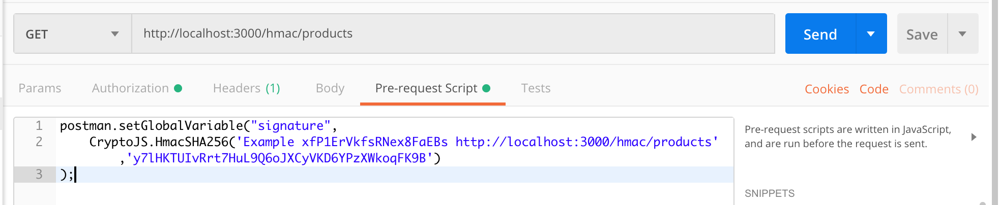 GET http://localhost:3000/hmac/products Send Save
Params Authorization Headers (1) Body Pre-request Script Tests Cookies Code Comments (0)
1 postman.setGlobalVariable("signature",
2 CryptoJS.HmacSHA256('Example xfP1ErVkfsRNex8FaEBs http://localhost:3000/hmac/products'
,'y7lHKTUIvRrt7HuL9Q6oJXCyVKD6YPzXWkoqFK9B')
3 );
Pre-request scripts are written in JavaScript,
and are run before the request is sent.
SNIPPETS